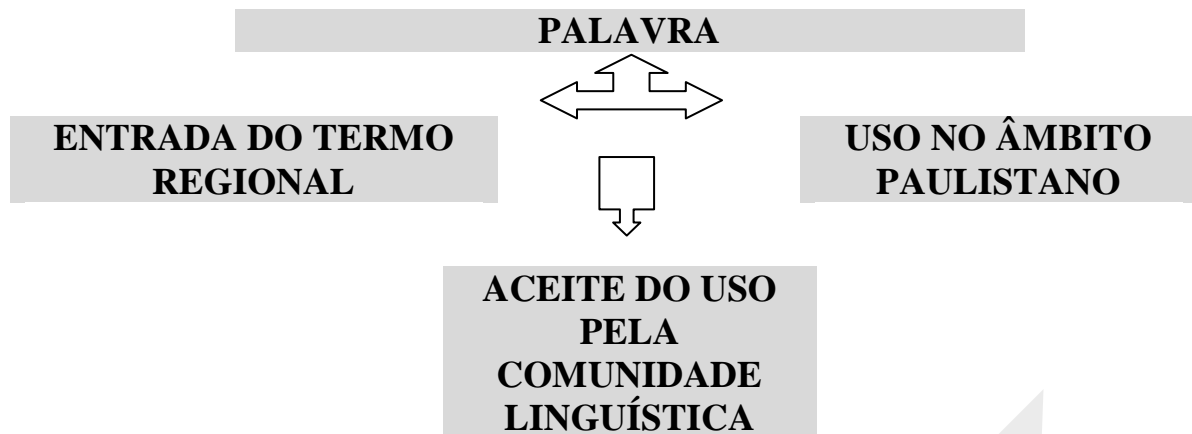 PALAVRA
ENTRADA DO TERMO
REGIONAL
USO NO ÂMBITO
PAULISTANO
ACEITE DO USO
PELA
COMUNIDADE
LINGUÍSTICA